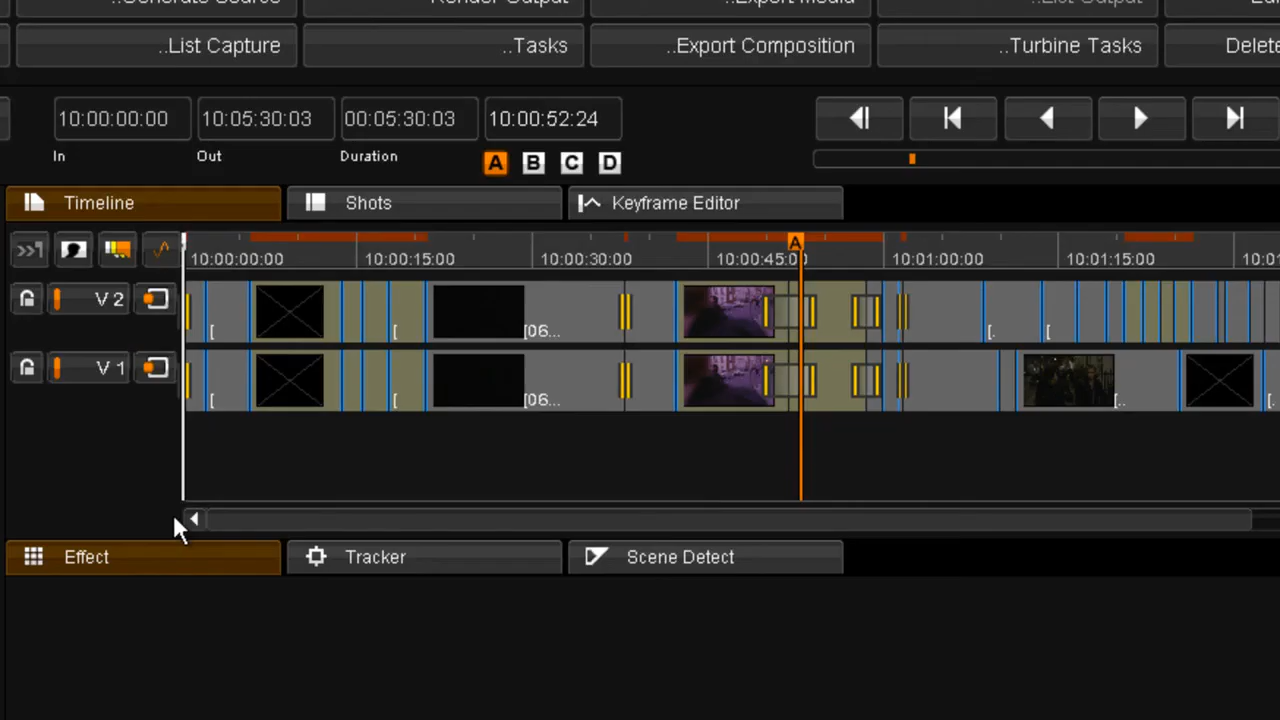 ..Generate Source
Render Output
..Export Media
..List Output
..List Capture
..Tasks
..Export Composition
..Turbine Tasks
Delete
10:00:00:00
10:05:30:03
00:05:30:03
10:00:52:24
In
Out
Duration
A
B
C
D
Timeline
Shots
Keyframe Editor
A
10:00:00:00
10:00:15:00
10:00:30:00
10:00:45:00
10:01:00:00
10:01:15:00
V 2
[
[
[06...
[.
[
V 1
[
[
[06...
[..
[.
Effect
Tracker
Scene Detect